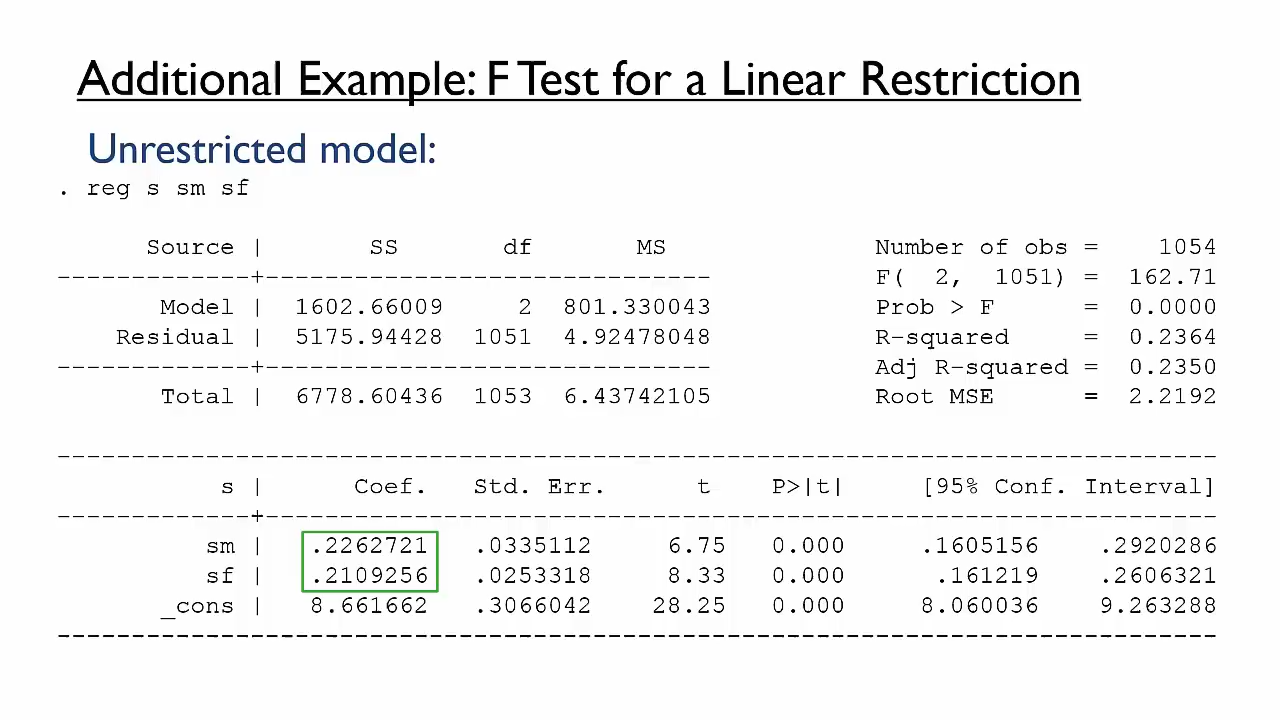 Additional Example: F Test for a Linear Restriction
Unrestricted model:
. reg s sm sf
Source | SS df MS Number of obs = 1054
-------------+------------------------------ F( 2, 1051) = 162.71
Model | 1602.66009 2 801.330043 Prob > F = 0.0000
Residual | 5175.94428 1051 4.92478048 R-squared = 0.2364
-------------+------------------------------ Adj R-squared = 0.2350
Total | 6778.60436 1053 6.43742105 Root MSE = 2.2192
------------------------------------------------------------------------------
s | Coef. Std. Err. t P>|t| [95% Conf. Interval]
-------------+----------------------------------------------------------------
sm | .2262721 .0335112 6.75 0.000 .1605156 .2920286
sf | .2109256 .0253318 8.33 0.000 .161219 .2606321
_cons | 8.661662 .3066042 28.25 0.000 8.060036 9.263288
------------------------------------------------------------------------------